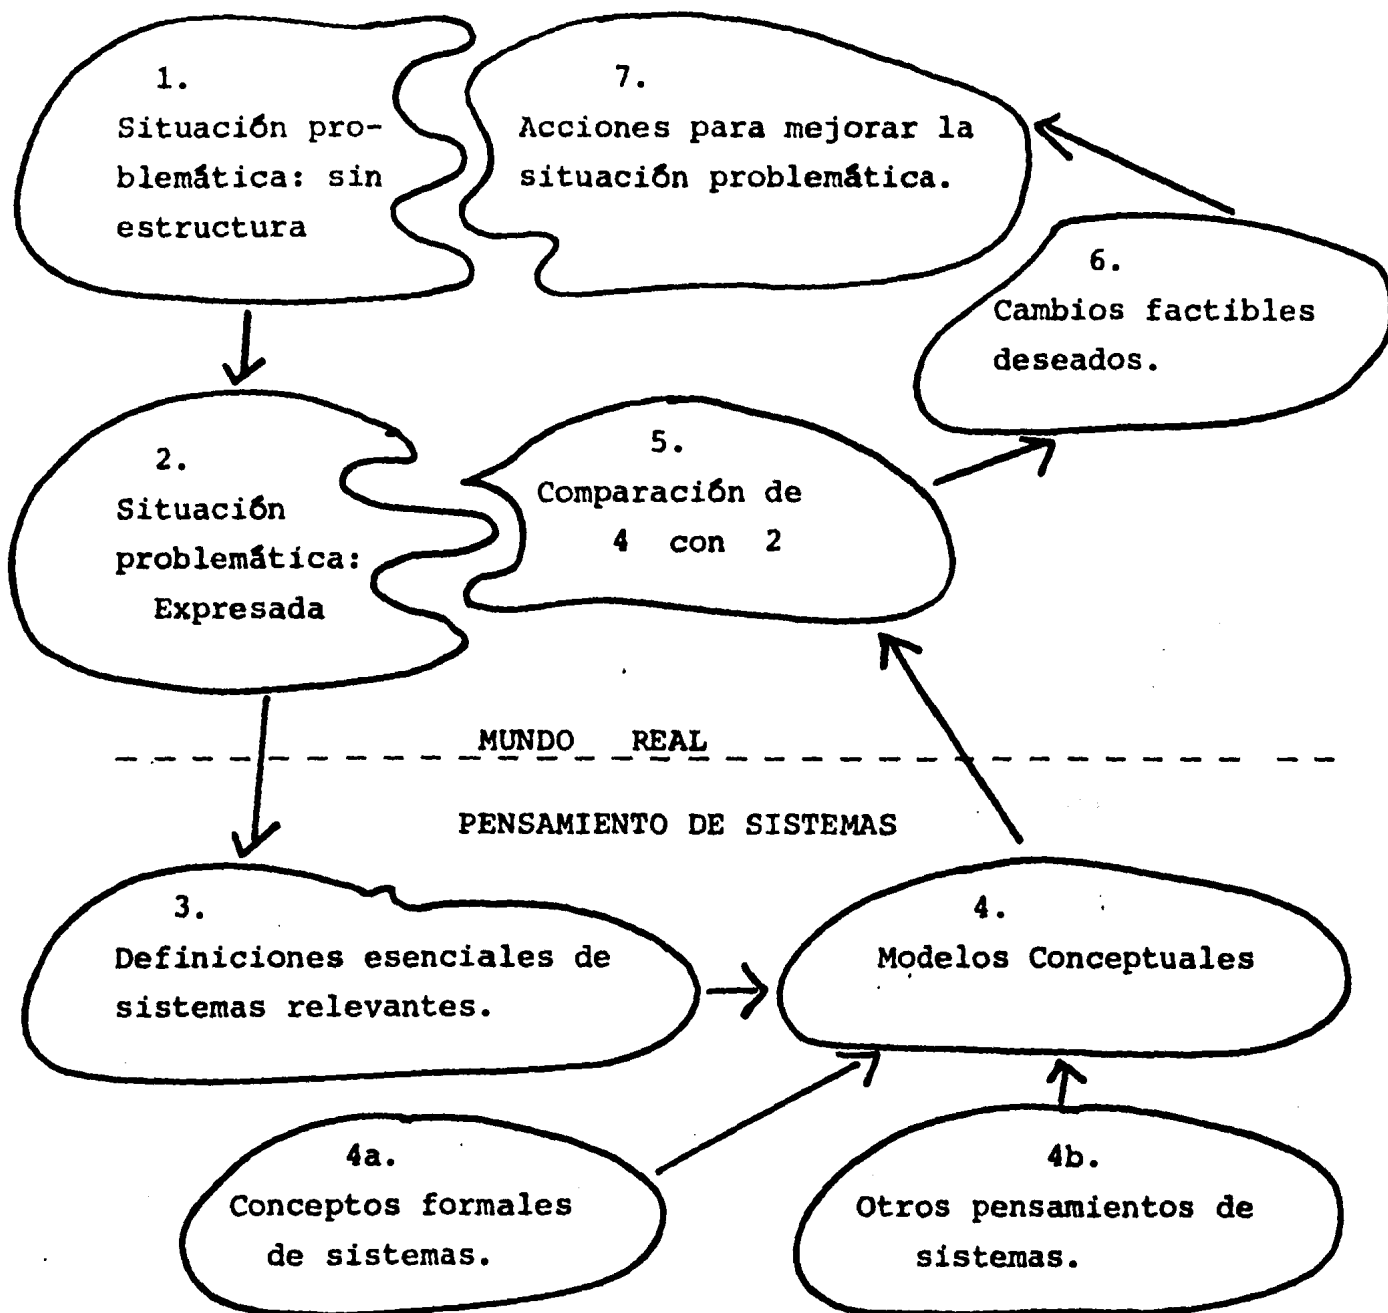 1.
Situación pro-
blemática: sin
estructura
7.
Acciones para mejorar la
situación problemática.
6.
Cambios factibles
deseados.
2.
Situación
problemática:
Expresada
5.
Comparación de
4 con 2
MUNDO REAL
PENSAMIENTO DE SISTEMAS
3.
Definiciones esenciales de
sistemas relevantes.
4.
Modelos Conceptuales
4a.
Conceptos formales
de sistemas.
4b.
Otros pensamientos de
sistemas.